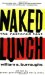 NAKED
THE RESTORED TEXT
LUNCH
william s. burroughs